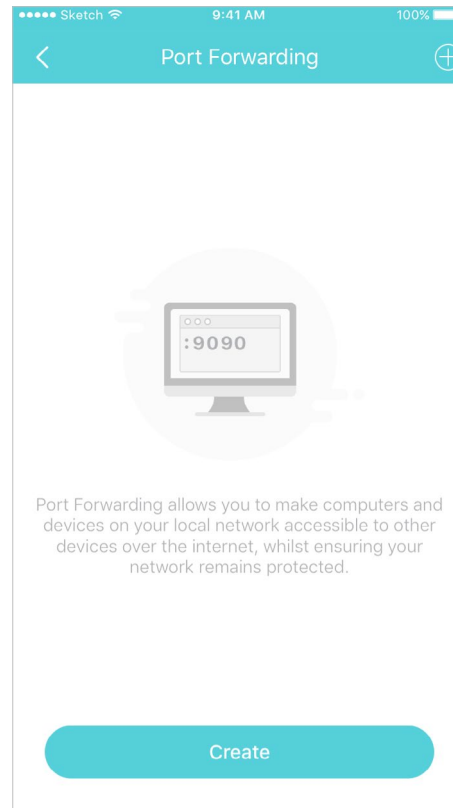 Sketch 9:41 AM 100%
Port Forwarding
:9090
Port Forwarding allows you to make computers and
devices on your local network accessible to other
devices over the internet, whilst ensuring your
network remains protected.
Create